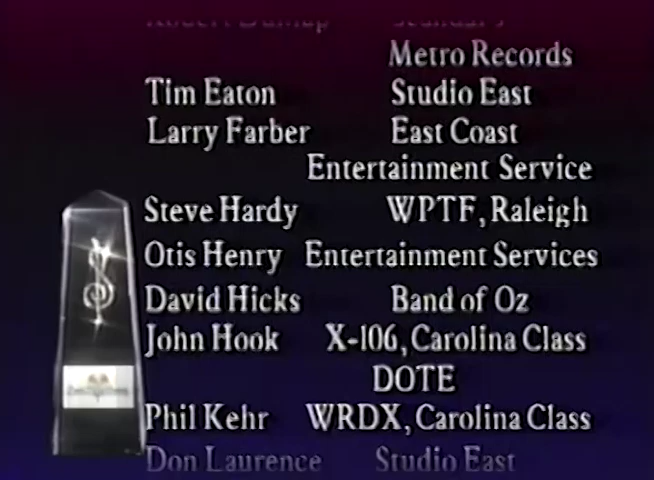 Metro Records
Tim Eaton Studio East
Larry Farber East Coast
Entertainment Service
Steve Hardy WPTF, Raleigh
Otis Henry Entertainment Services
David Hicks Band of Oz
John Hook X-106, Carolina Class
DOTE
Phil Kehr WRDX, Carolina Class
Don Laurence Studio East